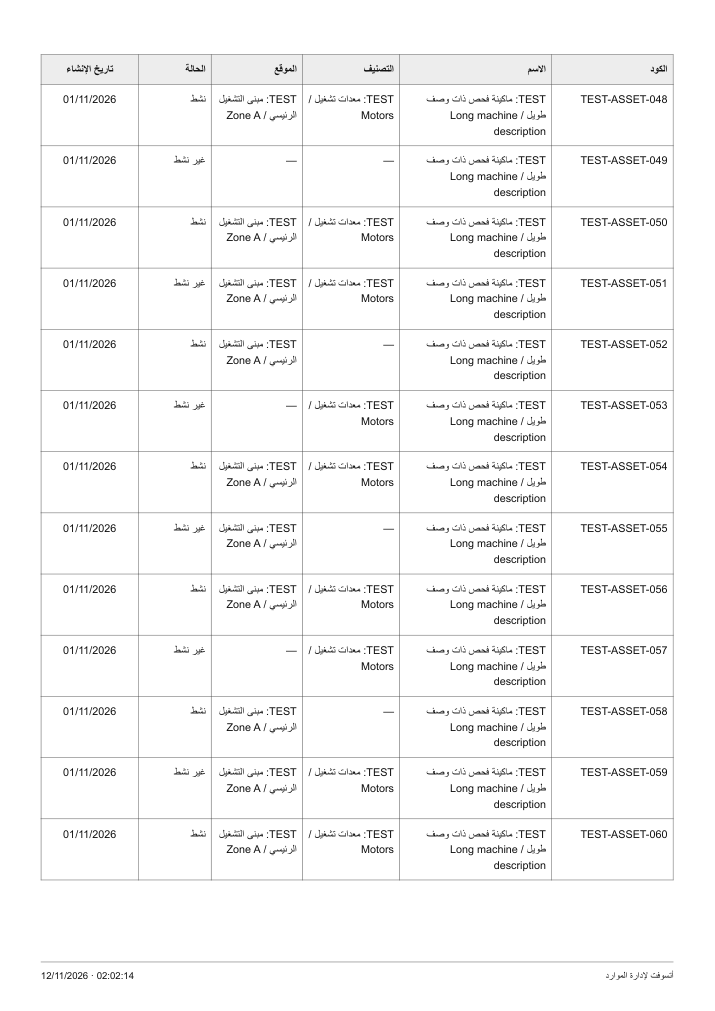 الكود الاسم التصنيف الموقع الحالة تاريخ الإنشاء
TEST-ASSET-048 TEST: ماكينة فحص ذات وصف TEST: معدات تشغيل / TEST: مبنى التشغيل نشط 01/11/2026
طويل / Long machine Motors الرئيسي / Zone A
description
TEST-ASSET-049 TEST: ماكينة فحص ذات وصف — — غير نشط 01/11/2026
طويل / Long machine
description
TEST-ASSET-050 TEST: ماكينة فحص ذات وصف TEST: معدات تشغيل / TEST: مبنى التشغيل نشط 01/11/2026
طويل / Long machine Motors الرئيسي / Zone A
description
TEST-ASSET-051 TEST: ماكينة فحص ذات وصف TEST: معدات تشغيل / TEST: مبنى التشغيل غير نشط 01/11/2026
طويل / Long machine Motors الرئيسي / Zone A
description
TEST-ASSET-052 TEST: ماكينة فحص ذات وصف — TEST: مبنى التشغيل نشط 01/11/2026
طويل / Long machine الرئيسي / Zone A
description
TEST-ASSET-053 TEST: ماكينة فحص ذات وصف TEST: معدات تشغيل / — غير نشط 01/11/2026
طويل / Long machine Motors
description
TEST-ASSET-054 TEST: ماكينة فحص ذات وصف TEST: معدات تشغيل / TEST: مبنى التشغيل نشط 01/11/2026
طويل / Long machine Motors الرئيسي / Zone A
description
TEST-ASSET-055 TEST: ماكينة فحص ذات وصف — TEST: مبنى التشغيل غير نشط 01/11/2026
طويل / Long machine الرئيسي / Zone A
description
TEST-ASSET-056 TEST: ماكينة فحص ذات وصف TEST: معدات تشغيل / TEST: مبنى التشغيل نشط 01/11/2026
طويل / Long machine Motors الرئيسي / Zone A
description
TEST-ASSET-057 TEST: ماكينة فحص ذات وصف TEST: معدات تشغيل / — غير نشط 01/11/2026
طويل / Long machine Motors
description
TEST-ASSET-058 TEST: ماكينة فحص ذات وصف — TEST: مبنى التشغيل نشط 01/11/2026
طويل / Long machine الرئيسي / Zone A
description
TEST-ASSET-059 TEST: ماكينة فحص ذات وصف TEST: معدات تشغيل / TEST: مبنى التشغيل غير نشط 01/11/2026
طويل / Long machine Motors الرئيسي / Zone A
description
TEST-ASSET-060 TEST: ماكينة فحص ذات وصف TEST: معدات تشغيل / TEST: مبنى التشغيل نشط 01/11/2026
طويل / Long machine Motors الرئيسي / Zone A
description
أتسوفت لإدارة الموارد 12/11/2026 · 02:02:14